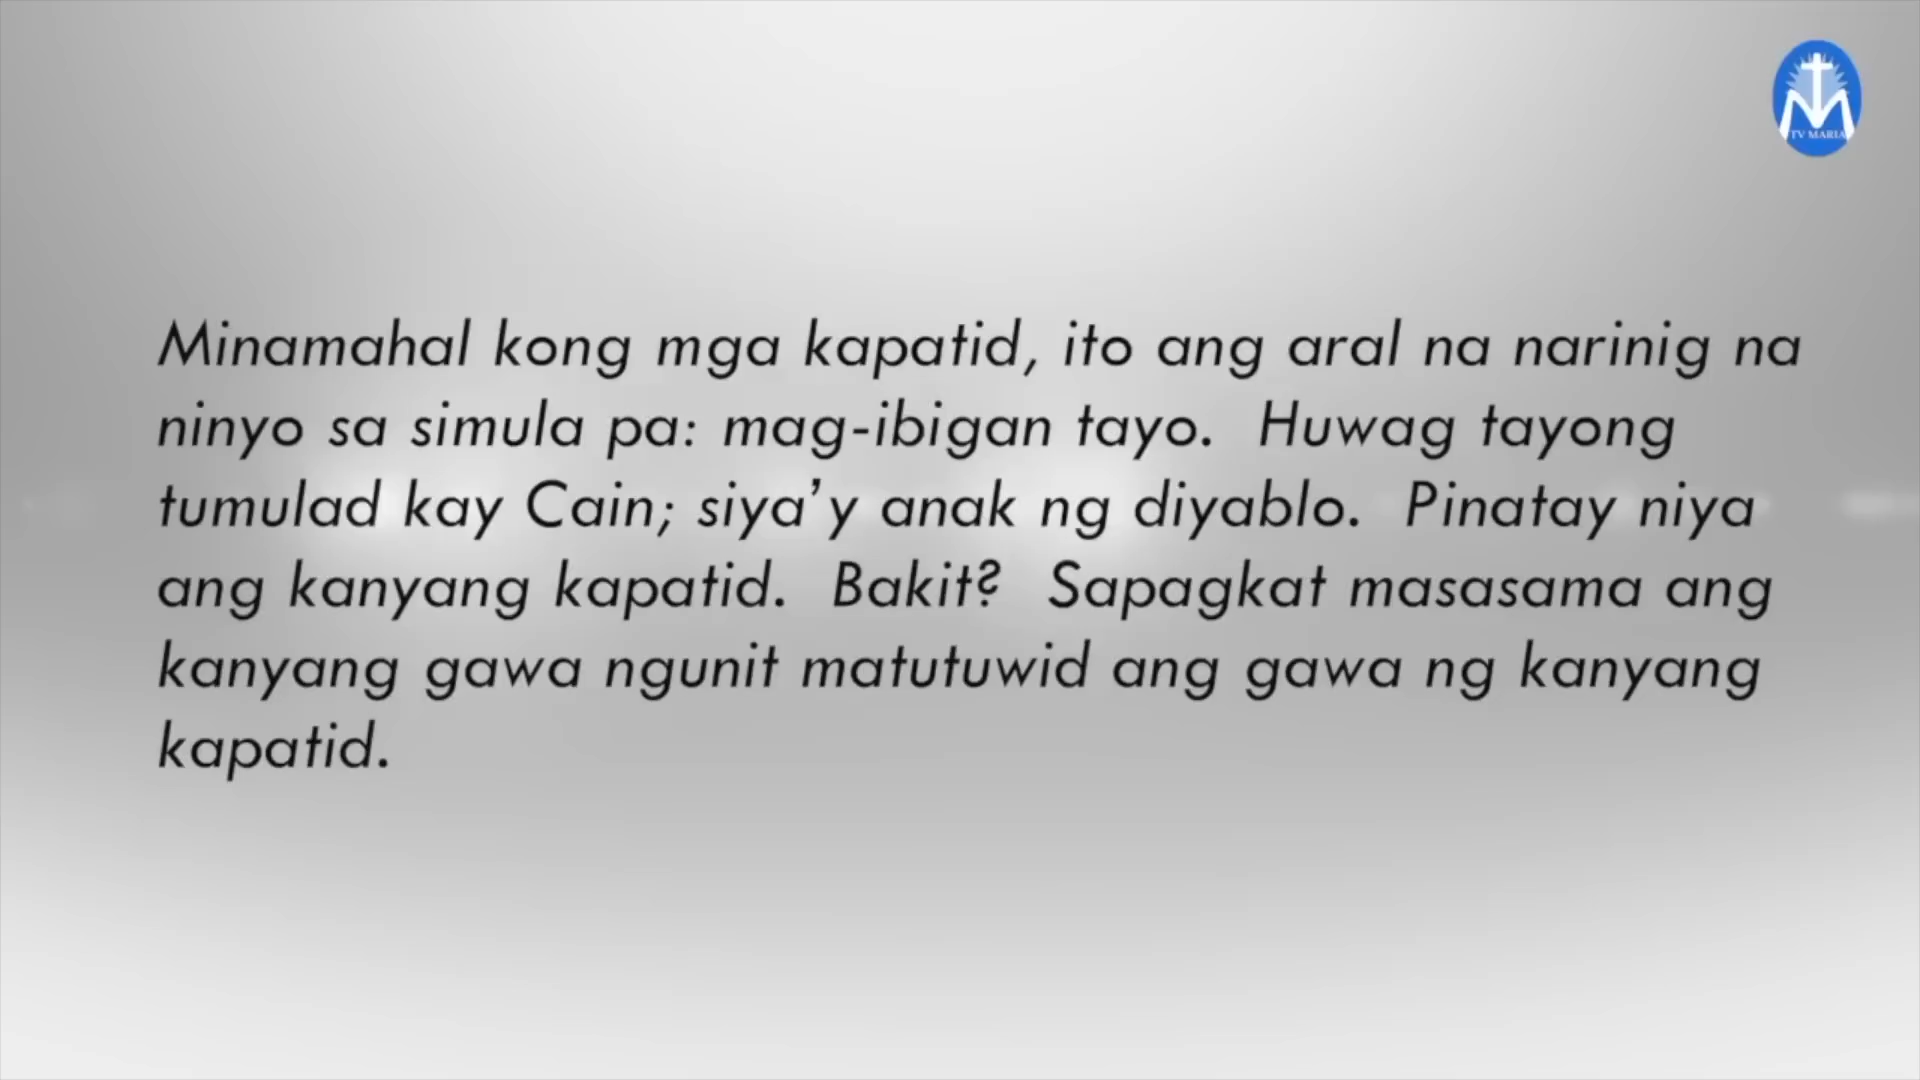 TV MARIA
Minamahal kong mga kapatid, ito ang aral na narinig na
ninyo sa simula pa: mag-ibigan tayo.  Huwag tayong
tumulad kay Cain; siya’y anak ng diyablo.  Pinatay niya
ang kanyang kapatid.  Bakit?  Sapagkat masasama ang
kanyang gawa ngunit matutuwid ang gawa ng kanyang
kapatid.